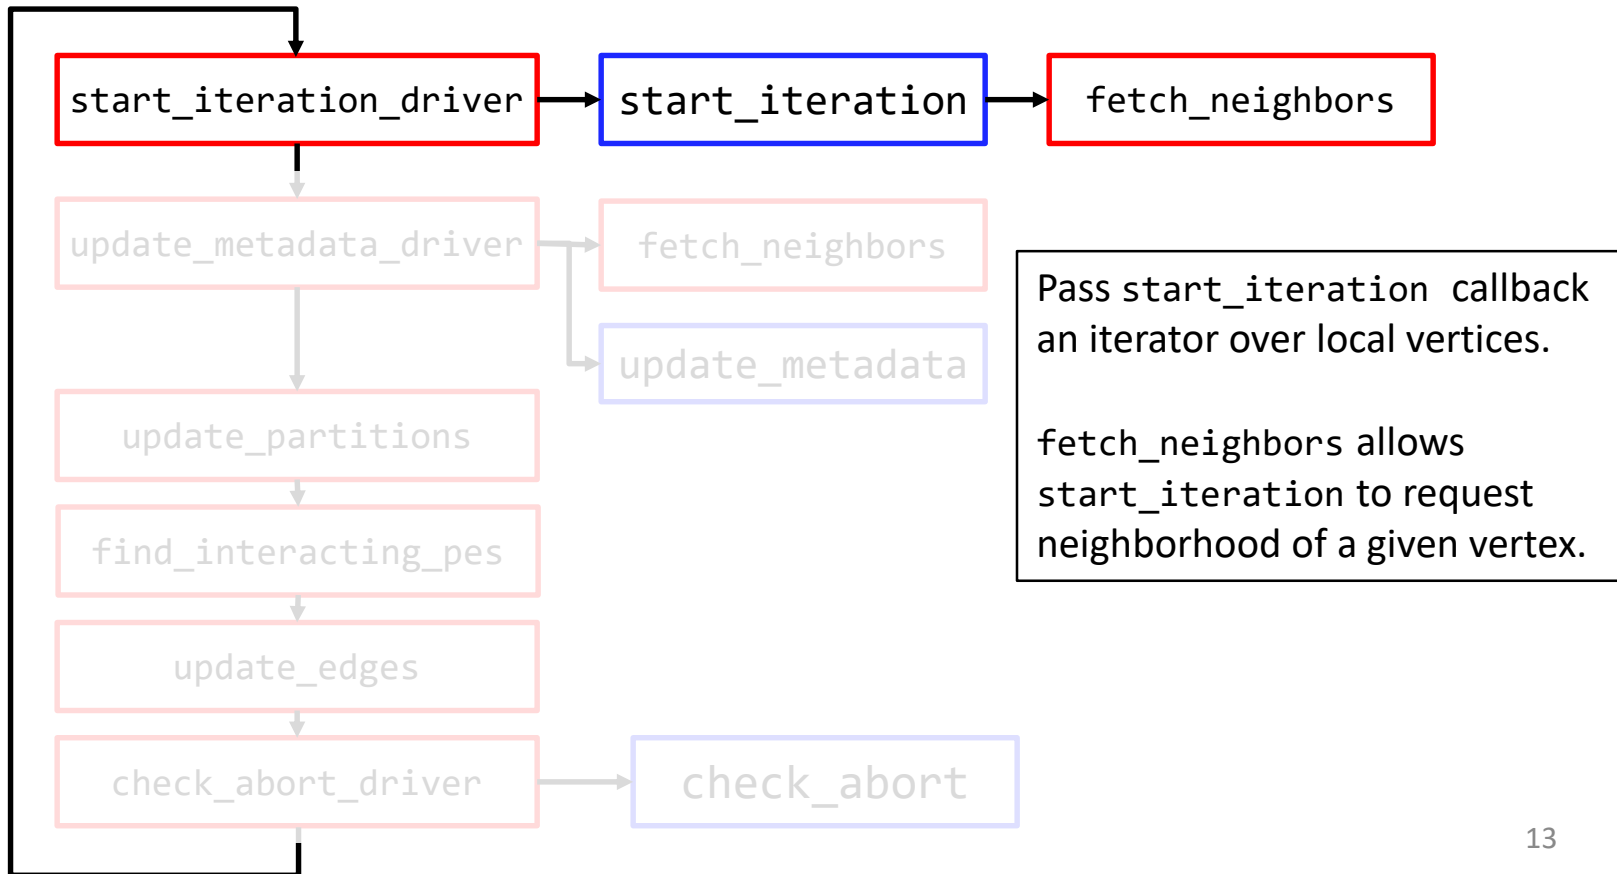 start_iteration_driver
start_iteration
fetch_neighbors
update_metadata_driver
fetch_neighbors
update_metadata
Pass start_iteration callback
an iterator over local vertices.
fetch_neighbors allows
start_iteration to request
neighborhood of a given vertex.
update_partitions
find_interacting_pes
update_edges
check_abort_driver
check_abort
13